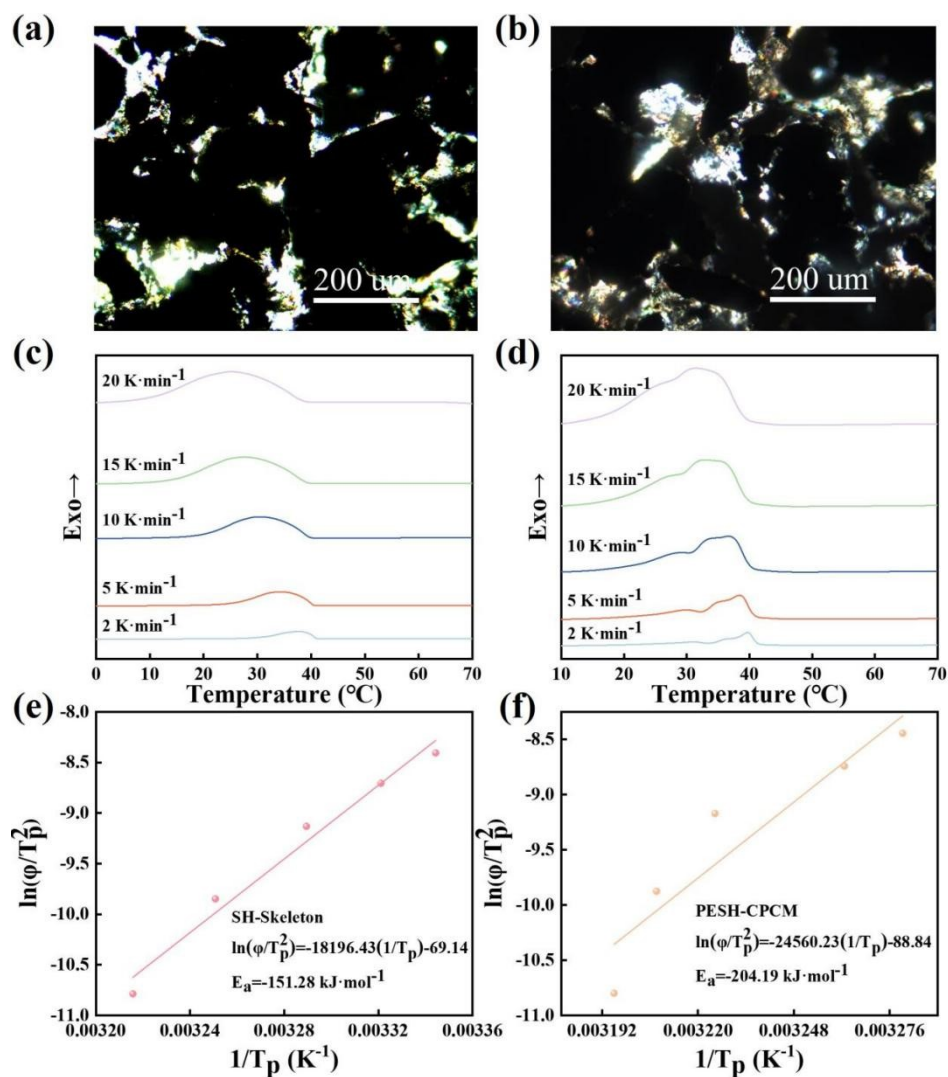 (a)
200 um
(b)
200 um
(c)
20 K·min⁻¹
15 K·min⁻¹
10 K·min⁻¹
5 K·min⁻¹
2 K·min⁻¹
Exo→
0 10 20 30 40 50 60 70
Temperature (°C)
(d)
20 K·min⁻¹
15 K·min⁻¹
10 K·min⁻¹
5 K·min⁻¹
2 K·min⁻¹
Exo→
10 20 30 40 50 60 70
Temperature (°C)
(e)
-8.0
-8.5
-9.0
-9.5
-10.0
-10.5
-11.0
ln(φ/Tp²)
SH-Skeleton
ln(φ/Tp²)=-18196.43(1/Tp)-69.14
Ea=-151.28 kJ·mol⁻¹
0.00320 0.00324 0.00328 0.00332 0.00336
1/Tp (K⁻¹)
(f)
-8.5
-9.0
-9.5
-10.0
-10.5
-11.0
ln(φ/Tp²)
PESH-CPCM
ln(φ/Tp²)=-24560.23(1/Tp)-88.84
Ea=-204.19 kJ·mol⁻¹
0.003192 0.003220 0.003248 0.003276
1/Tp (K⁻¹)